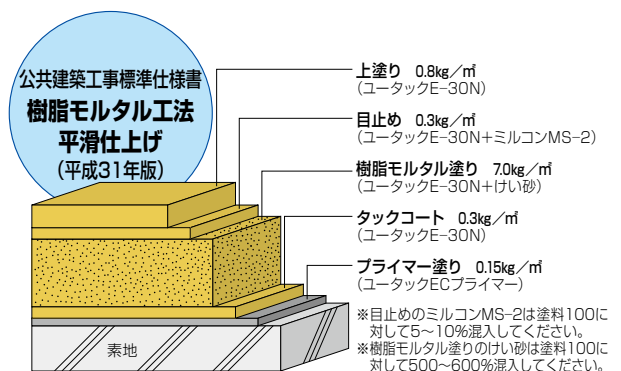 公共建築工事標準仕様書
樹脂モルタル工法
平滑仕上げ
(平成31年版)
上塗り 0.8kg/㎡
(ユータックE-30N)
目止め 0.3kg/㎡
(ユータックE-30N+ミルコンMS-2)
樹脂モルタル塗り 7.0kg/㎡
(ユータックE-30N+けい砂)
タックコート 0.3kg/㎡
(ユータックE-30N)
プライマー塗り 0.15kg/㎡
(ユータックECプライマー)
素地
※目止めのミルコンMS-2は塗料100に
対して5〜10%混入してください。
※樹脂モルタル塗りのけい砂は塗料100に
対して500〜600%混入してください。